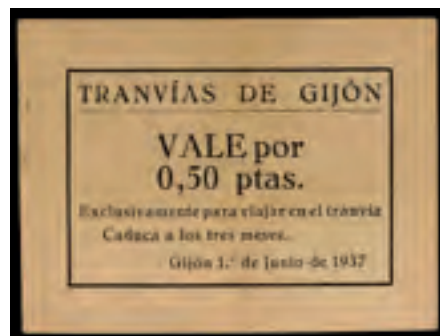 TRANVÍAS DE GIJÓN
VALE por
0,50 ptas.
Exclusivamente para viajar en el tranvia
Caduca a los tres meses.
Gijón 1.º de Junio de 1937